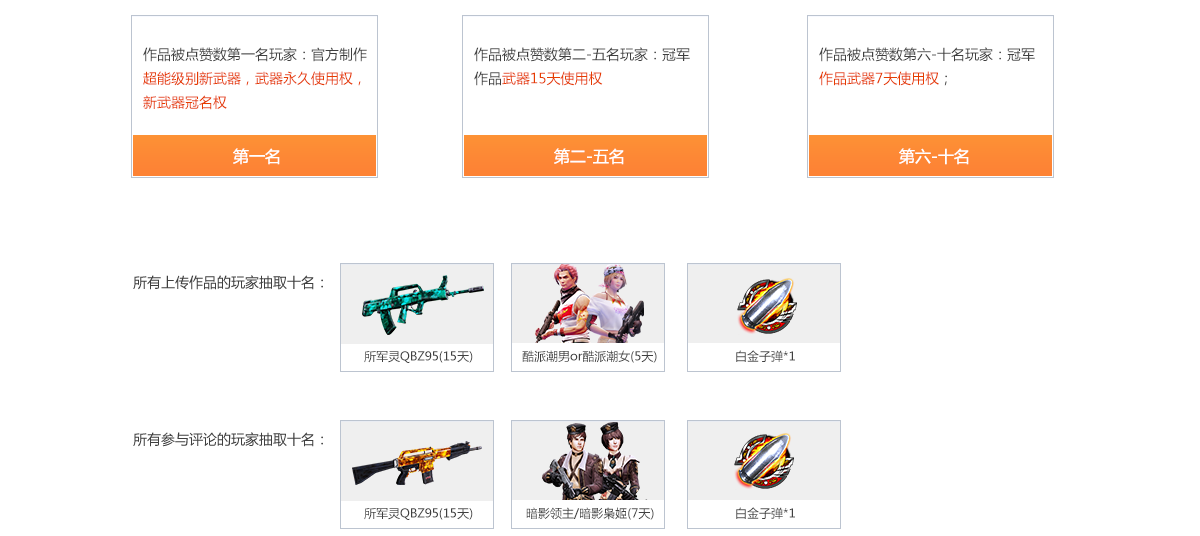 作品被点赞数第一名玩家：官方制作
超能级别新武器，武器永久使用权，
新武器冠名权
第一名
作品被点赞数第二-五名玩家：冠军
作品武器15天使用权
第二-五名
作品被点赞数第六-十名玩家：冠军
作品武器7天使用权；
第六-十名
所有上传作品的玩家抽取十名：
所军灵QBZ95(15天)
酷派潮男or酷派潮女(5天)
白金子弹*1
所有参与评论的玩家抽取十名：
所军灵QBZ95(15天)
暗影领主/暗影枭姬(7天)
白金子弹*1